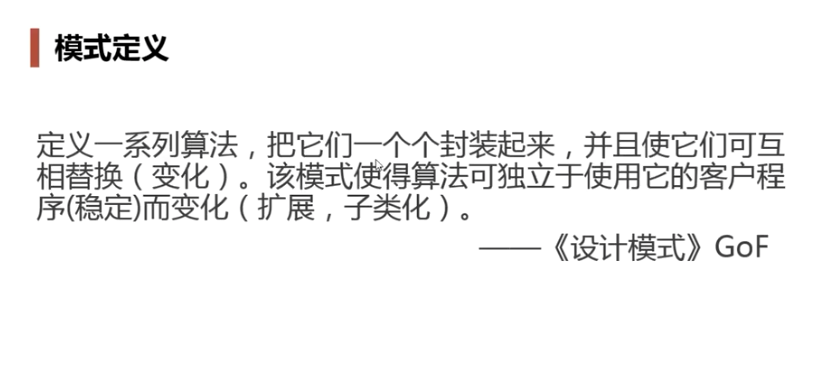 模式定义
定义一系列算法，把它们一个个封装起来，并且使它们可互
相替换（变化）。该模式使得算法可独立于使用它的客户程
序(稳定)而变化（扩展，子类化）。
——《设计模式》GoF